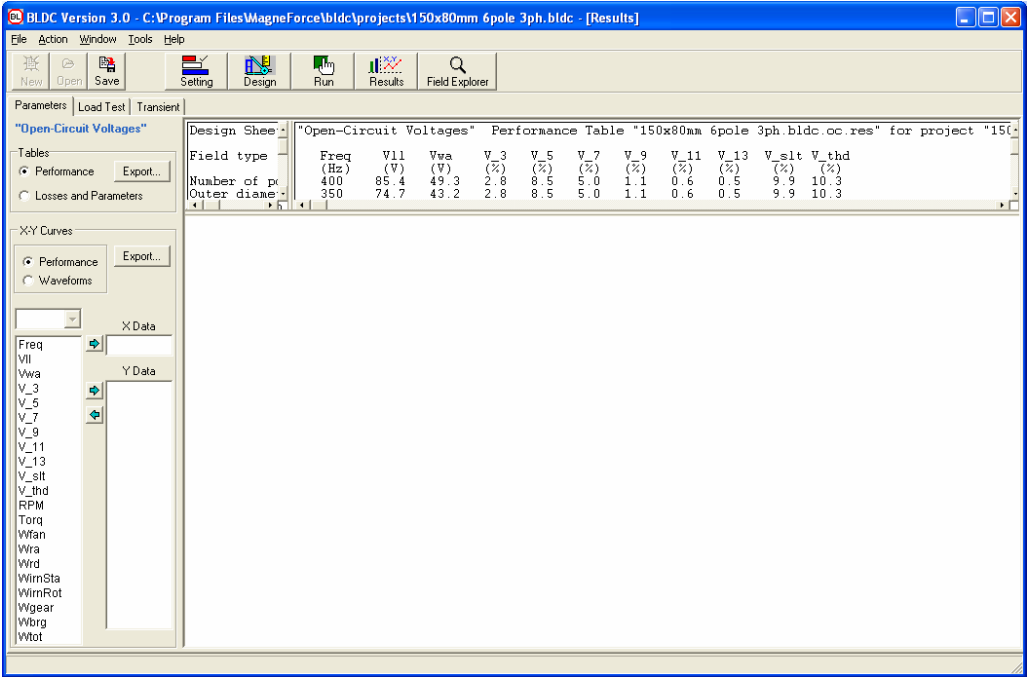 BLDC Version 3.0 - C:\Program Files\MagneForce\bldc\projects\150x80mm 6pole 3ph.bldc - [Results]
File Action Window Tools Help
New Open Save Setting Design Run Results Field Explorer
Parameters Load Test Transient
"Open-Circuit Voltages"
Tables
Performance Export...
Losses and Parameters
Design Shee
Field type
Number of po
Outer diame
"Open-Circuit Voltages" Performance Table "150x80mm 6pole 3ph.bldc.oc.res" for project "150
Freq Vll Vwa V_3 V_5 V_7 V_9 V_11 V_13 V_slt V_thd
(Hz) (V) (V) (%) (%) (%) (%) (%) (%) (%) (%)
400 85.4 49.3 2.8 8.5 5.0 1.1 0.6 0.5 9.9 10.3
350 74.7 43.2 2.8 8.5 5.0 1.1 0.6 0.5 9.9 10.3
X-Y Curves
Performance Export...
Waveforms
X Data
Y Data
Freq
Vll
Vwa
V_3
V_5
V_7
V_9
V_11
V_13
V_slt
V_thd
RPM
Torq
Wfan
Wra
Wrd
WirnSta
WirnRot
Wgear
Wbrg
Wtot